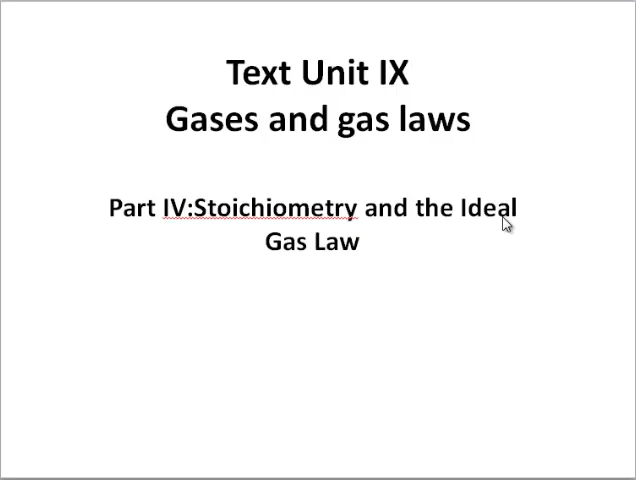 Text Unit IX
Gases and gas laws
Part IV:Stoichiometry and the Ideal
Gas Law